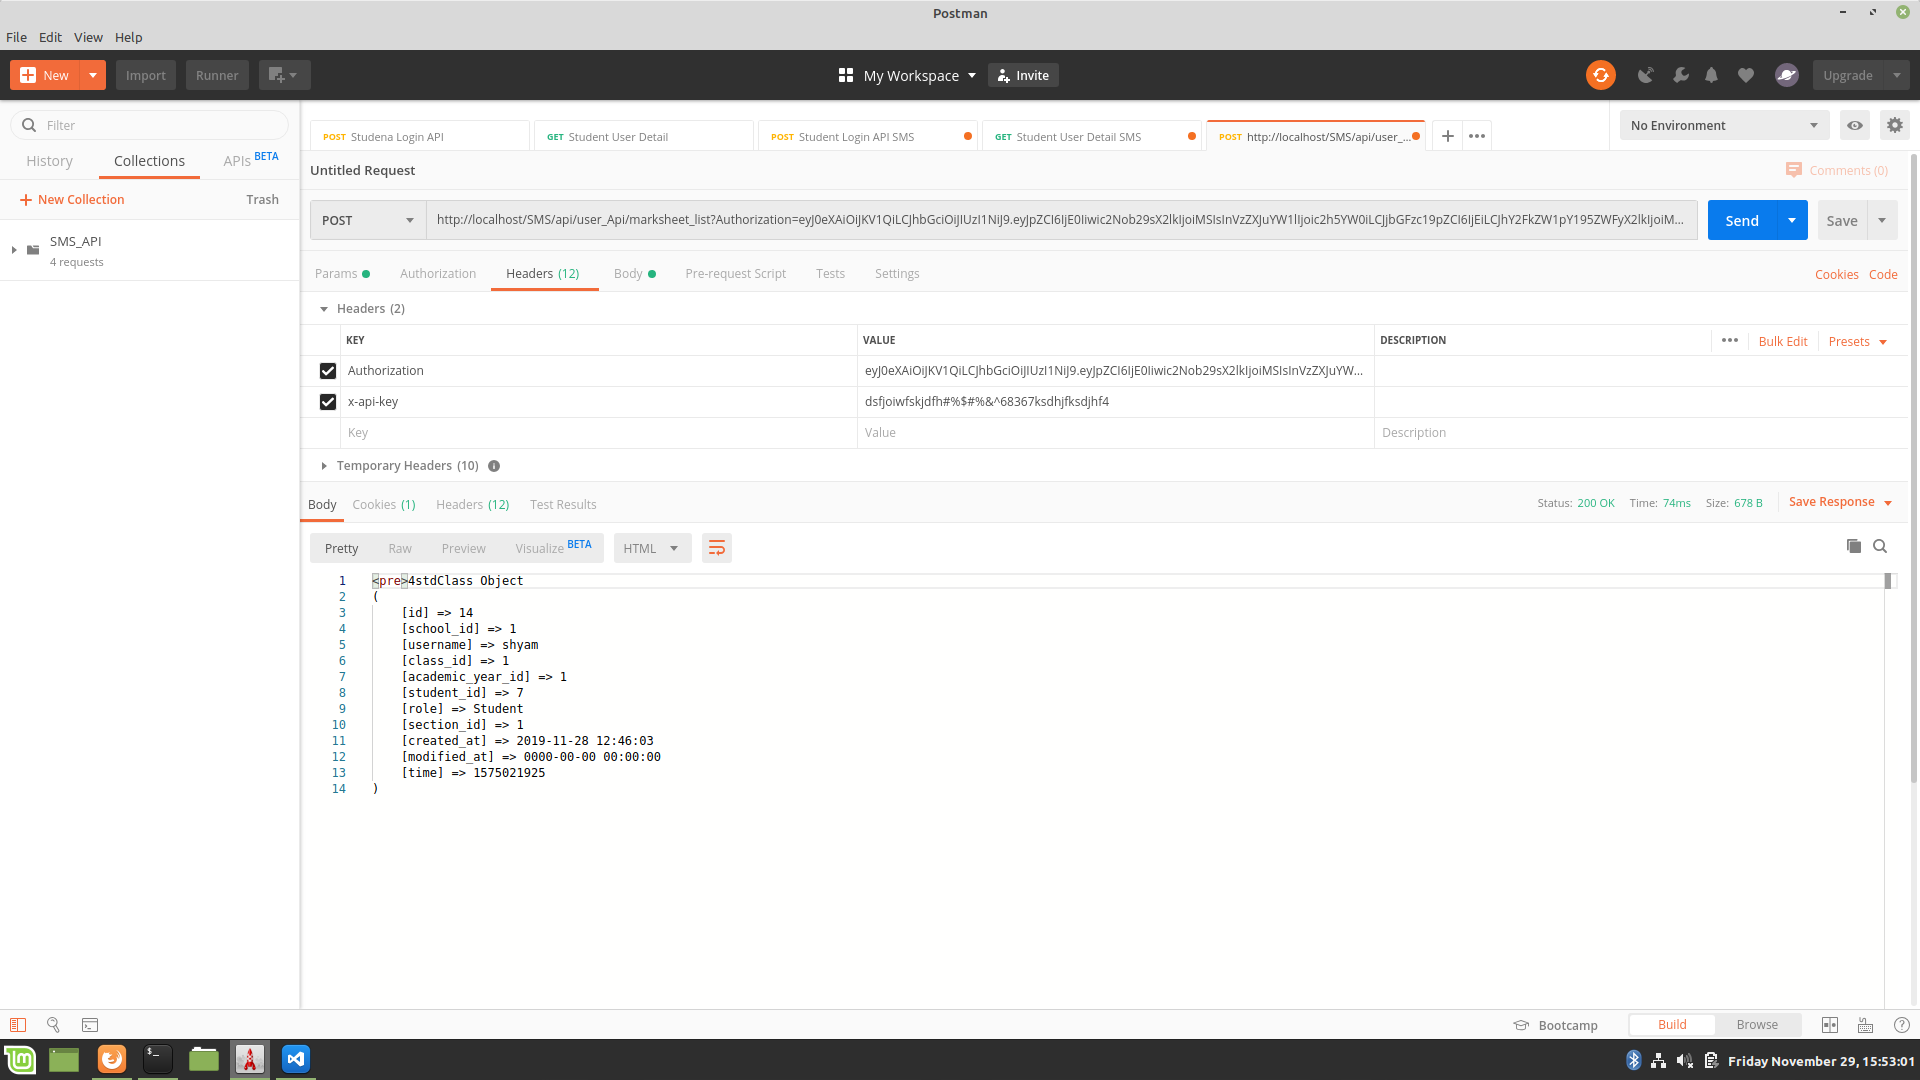 Postman
File Edit View Help
New Import Runner My Workspace Invite Upgrade
Filter
History Collections APIs BETA
New Collection Trash
SMS_API
4 requests
POST Studena Login API GET Student User Detail POST Student Login API SMS GET Student User Detail SMS POST http://localhost/SMS/api/user_... No Environment
Untitled Request Comments (0)
POST http://localhost/SMS/api/user_Api/marksheet_list?Authorization=eyJ0eXAiOiJKV1QiLCJhbGciOiJIUzI1NiJ9.eyJpZCI6IjE0Iiwic2Nob29sX2lkIjoiMSIsInVzZXJuYW1lIjoic2h5YW0iLCJjbGFzc19pZCI6IjEiLCJhY2FkZW1pY195ZWFyX2lkIjoiM... Send Save
Params Authorization Headers (12) Body Pre-request Script Tests Settings Cookies Code
Headers (2)
KEY VALUE DESCRIPTION Bulk Edit Presets
Authorization eyJ0eXAiOiJKV1QiLCJhbGciOiJIUzI1NiJ9.eyJpZCI6IjE0Iiwic2Nob29sX2lkIjoiMSIsInVzZXJuYW...
x-api-key dsfjoiwfskjdfh#%$#%&^68367ksdhjfksdjhf4
Key Value Description
Temporary Headers (10)
Body Cookies (1) Headers (12) Test Results Status: 200 OK Time: 74ms Size: 678 B Save Response
Pretty Raw Preview Visualize BETA HTML
1 <pre>4stdClass Object
2 (
3 [id] => 14
4 [school_id] => 1
5 [username] => shyam
6 [class_id] => 1
7 [academic_year_id] => 1
8 [student_id] => 7
9 [role] => Student
10 [section_id] => 1
11 [created_at] => 2019-11-28 12:46:03
12 [modified_at] => 0000-00-00 00:00:00
13 [time] => 1575021925
14 )
Bootcamp Build Browse
Friday November 29, 15:53:01